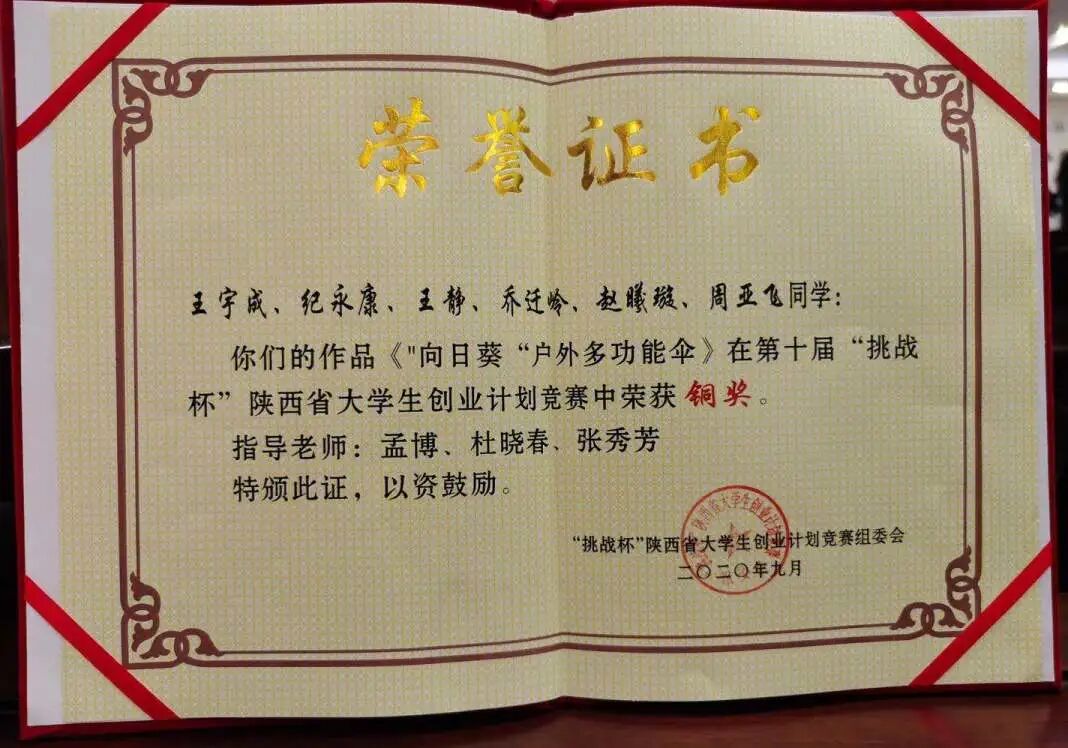 荣誉证书
王宇成、纪永康、王静、乔迁岭、赵曦璇、周亚飞同学：
你们的作品《"向日葵“户外多功能伞》在第十届“挑战
杯”陕西省大学生创业计划竞赛中荣获 铜奖。
指导老师：孟博、杜晓春、张秀芳
特颁此证，以资鼓励。
“挑战杯”陕西省大学生创业计划竞赛组委会
二〇二〇年九月